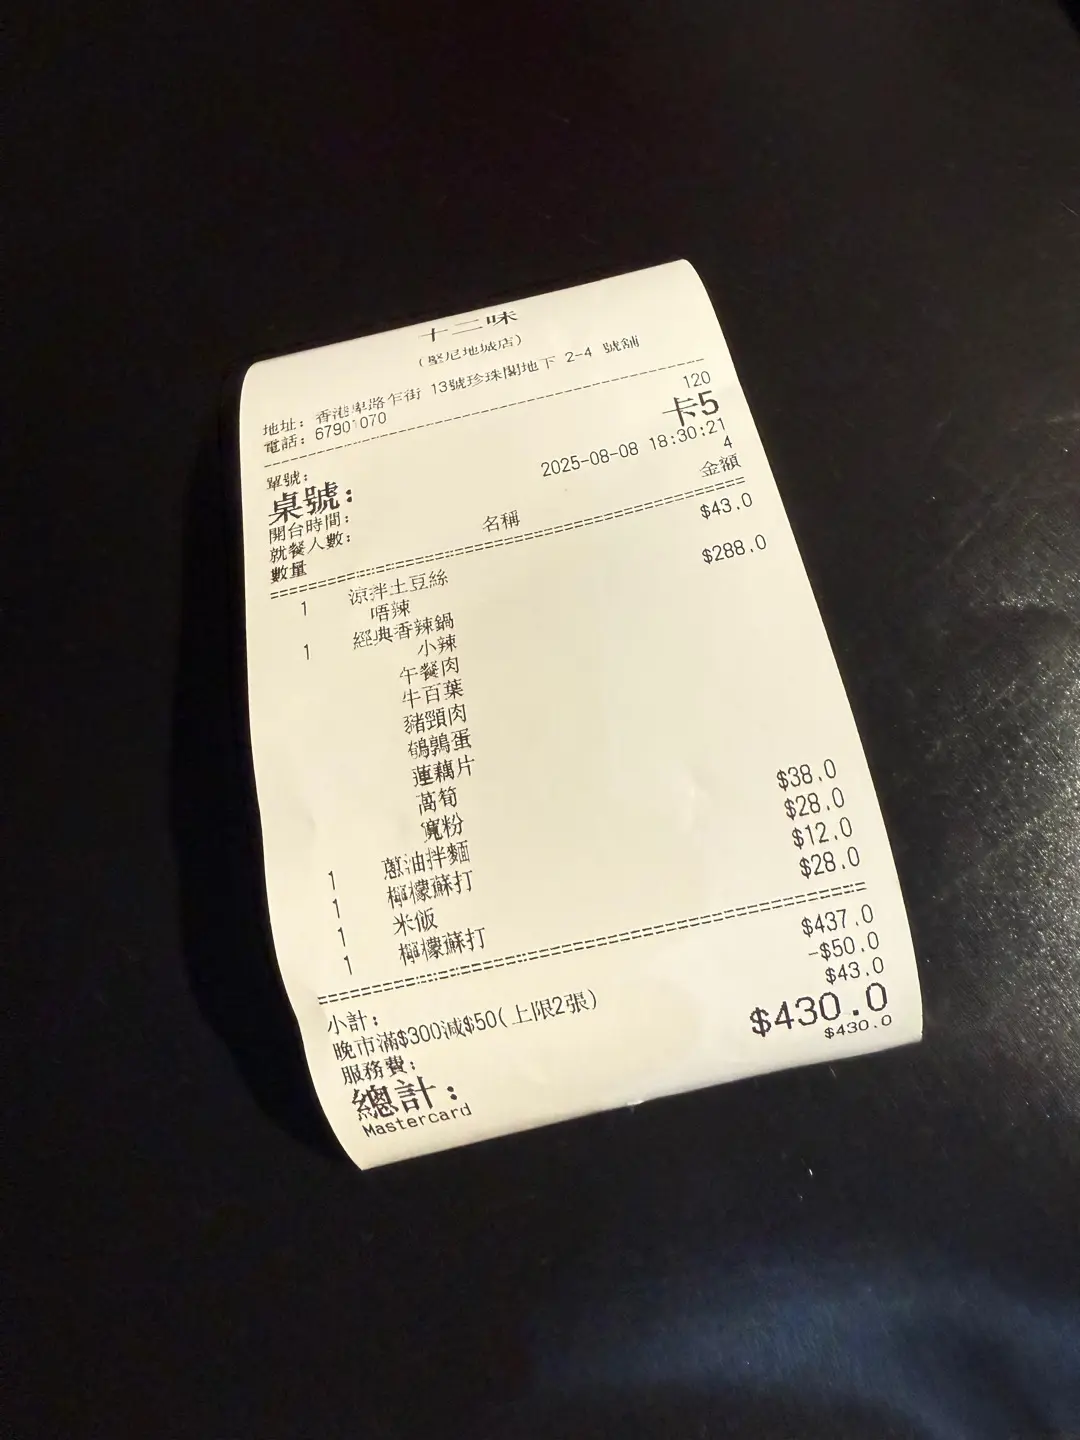 十二味
(堅尼地城店)
地址: 香港卑路乍街 13號珍珠閣地下 2-4 號舖
電話: 67901070
單號: 120
桌號: 卡5
開台時間: 2025-08-08 18:30:21
就餐人數: 4
數量 名稱 金額
1 涼拌土豆絲 $43.0
唔辣
1 經典香辣鍋 $288.0
小辣
午餐肉
牛百葉
豬頸肉
鵪鶉蛋
蓮藕片
萵筍
寬粉
1 蔥油拌麵 $38.0
1 檸檬蘇打 $28.0
1 米飯 $12.0
1 檸檬蘇打 $28.0
小計: $437.0
晚市滿$300減$50(上限2張) -$50.0
服務費: $43.0
總計: $430.0
Mastercard $430.0